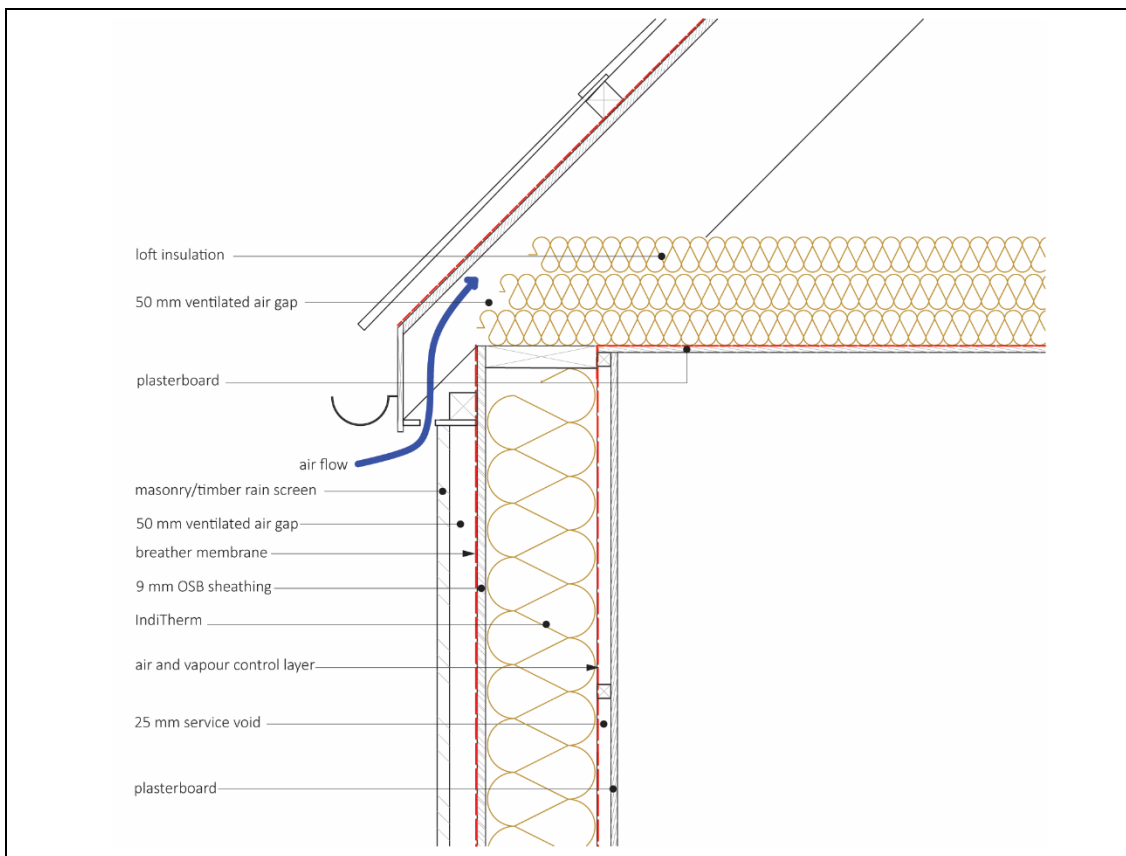 loft insulation
50 mm ventilated air gap
plasterboard
air flow
masonry/timber rain screen
50 mm ventilated air gap
breather membrane
9 mm OSB sheathing
IndiTherm
air and vapour control layer
25 mm service void
plasterboard